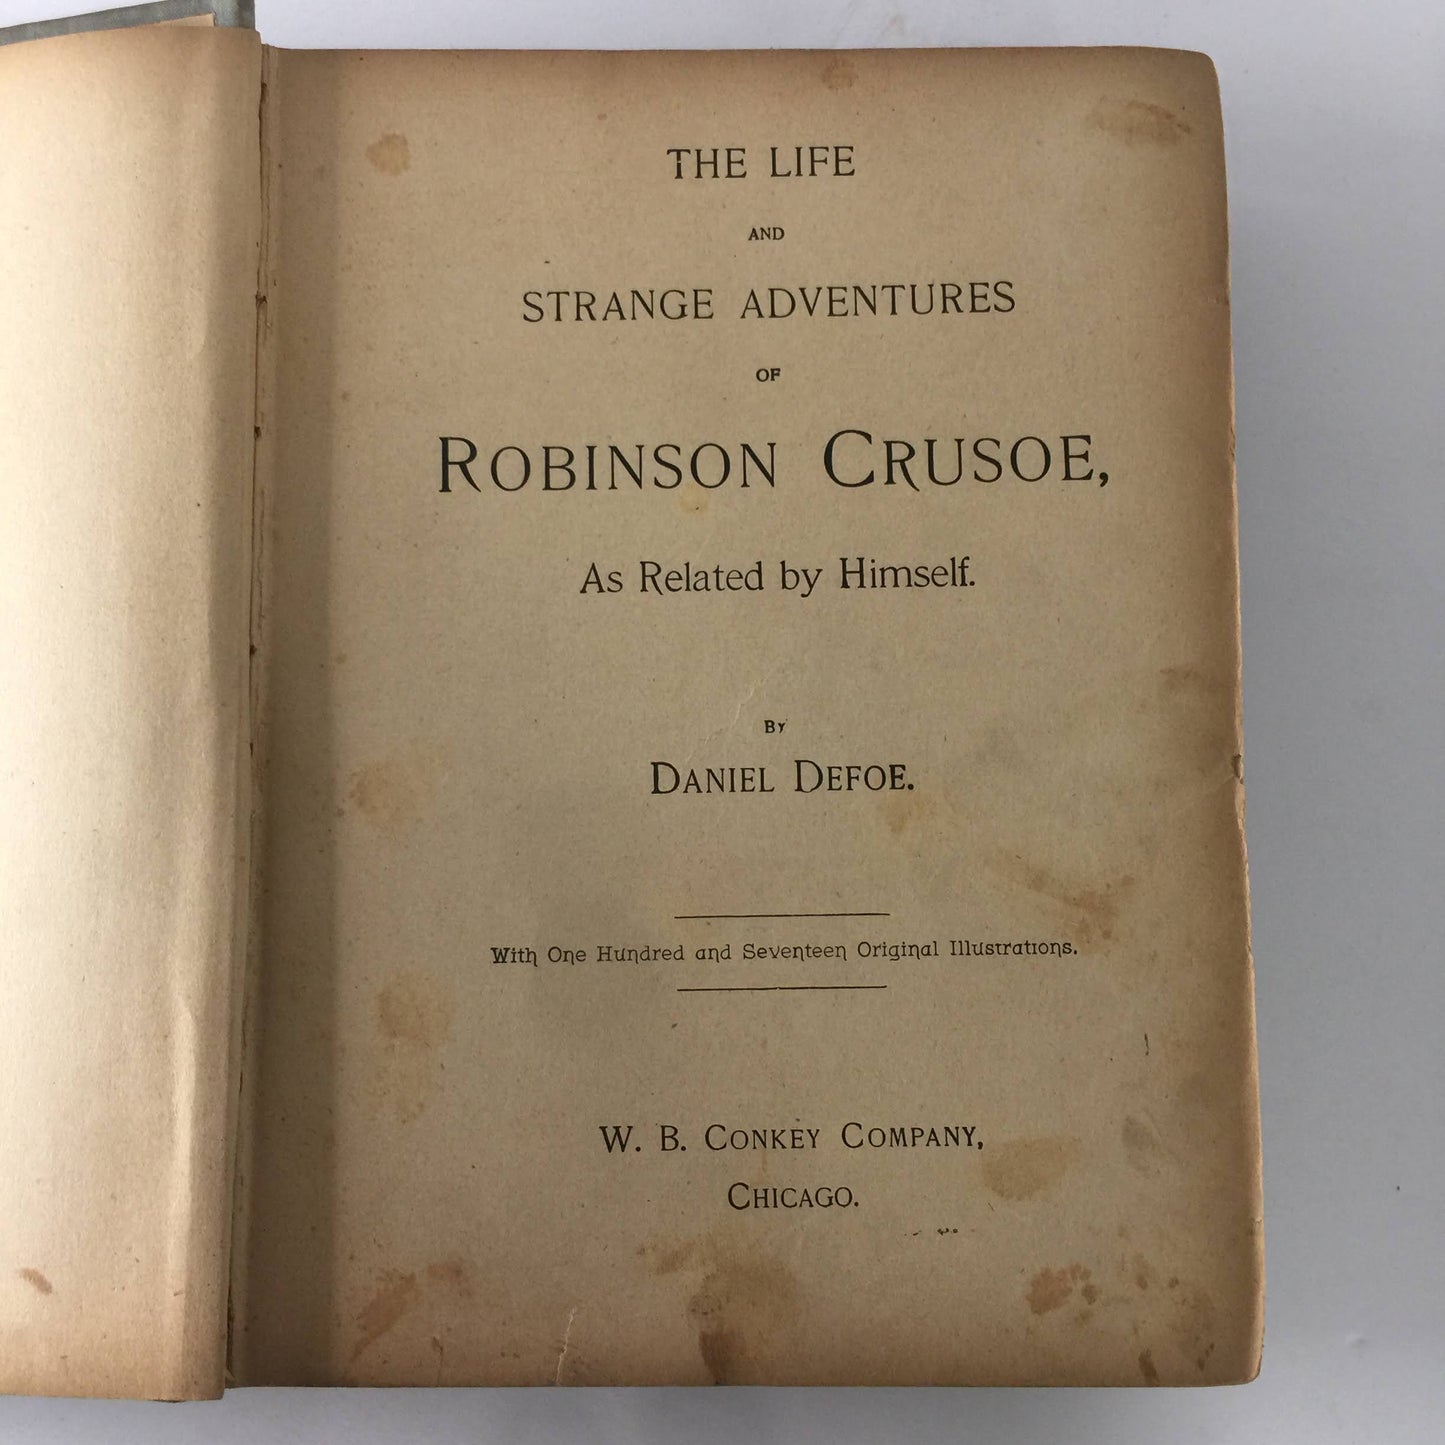 THE LIFE
AND
STRANGE ADVENTURES
OF
ROBINSON CRUSOE,
As Related by Himself.
BY
DANIEL DEFOE.
With One Hundred and Seventeen Original Illustrations.
W. B. CONKEY COMPANY,
CHICAGO.